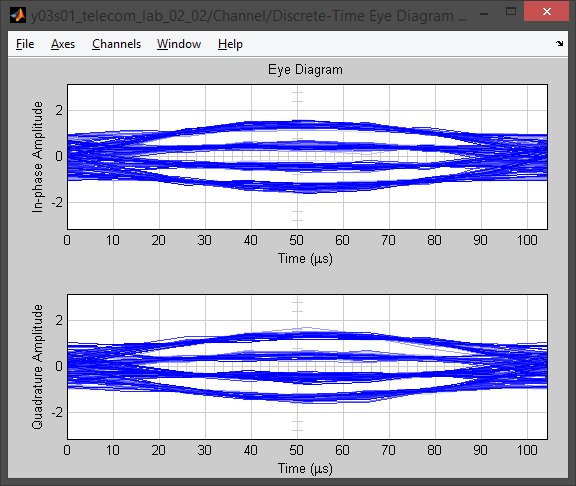 y03s01_telecom_lab_02_02/Channel/Discrete-Time Eye Diagram ...
File Axes Channels Window Help
Eye Diagram
In-phase Amplitude
2
0
-2
0 10 20 30 40 50 60 70 80 90 100
Time (µs)
Quadrature Amplitude
2
0
-2
0 10 20 30 40 50 60 70 80 90 100
Time (µs)